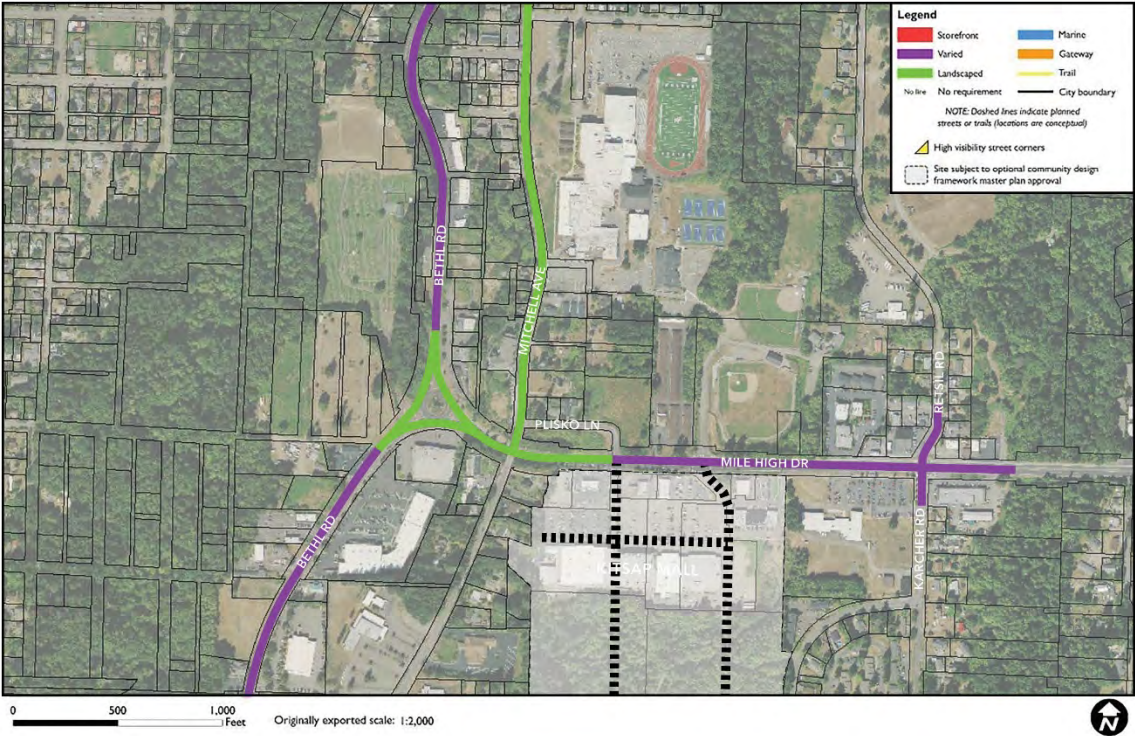 Legend
Storefront
Marine
Varied
Gateway
Landscaped
Trail
No line No requirement
City boundary
NOTE: Dashed lines indicate planned
streets or trails (locations are conceptual)
High visibility street corners
Site subject to optional community design
framework master plan approval
BETHL RD
MITCHELL AVE
RETSIL RD
PLISKO LN
MILE HIGH DR
BETHL RD
KARCHER RD
KITSAP MALL
0 500 1,000
Feet
Originally exported scale: 1:2,000
N